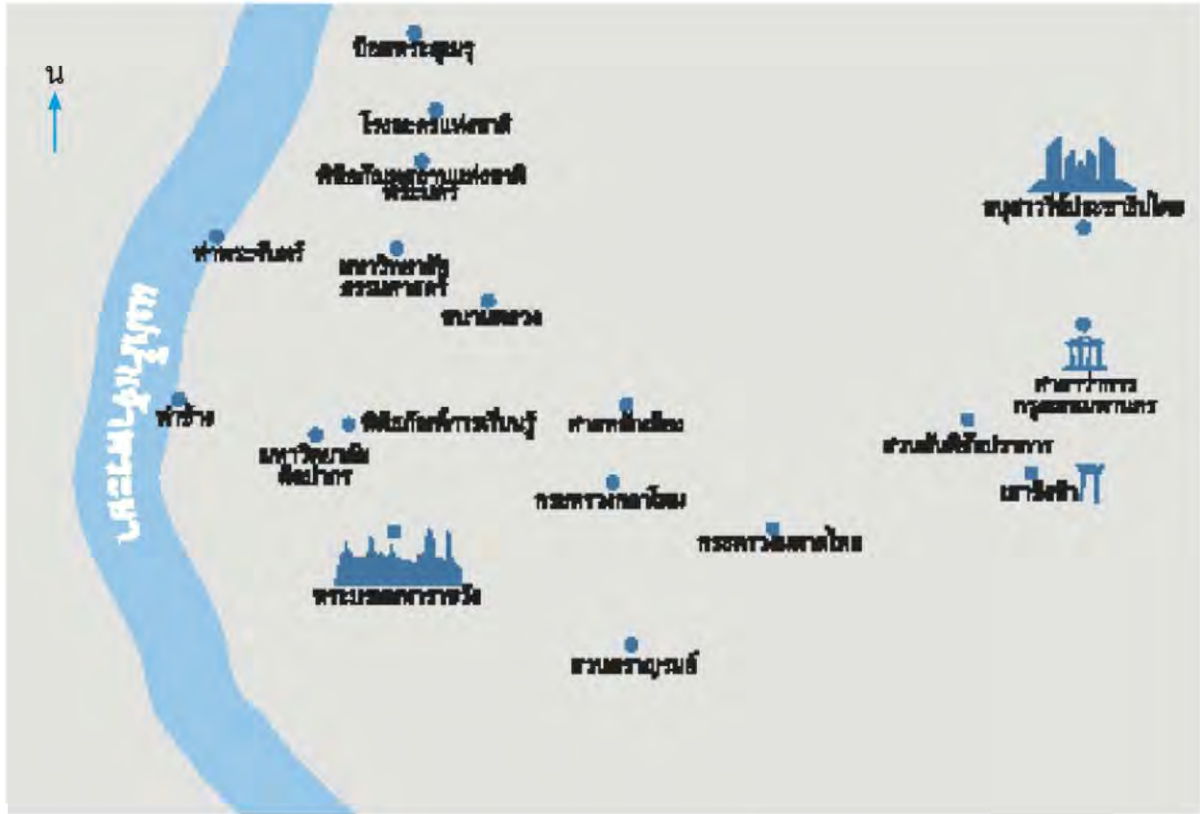 ป้อมพระสุเมรุ
น
โรงละครแห่งชาติ
พิพิธภัณฑสถานแห่งชาติ
พระนคร
อนุสาวรีย์ประชาธิปไตย
ท่าพระจันทร์
มหาวิทยาลัย
ธรรมศาสตร์
สนามหลวง
แม่น้ำเจ้าพระยา
ศาลาว่าการ
กรุงเทพมหานคร
ท่าช้าง
พิพิธภัณฑ์การเรียนรู้
ศาลหลักเมือง
มหาวิทยาลัย
ศิลปากร
สวนรมณีนาถ
เสาชิงช้า
กระทรวงกลาโหม
กระทรวงมหาดไทย
พระบรมมหาราชวัง
สวนสราญรมย์